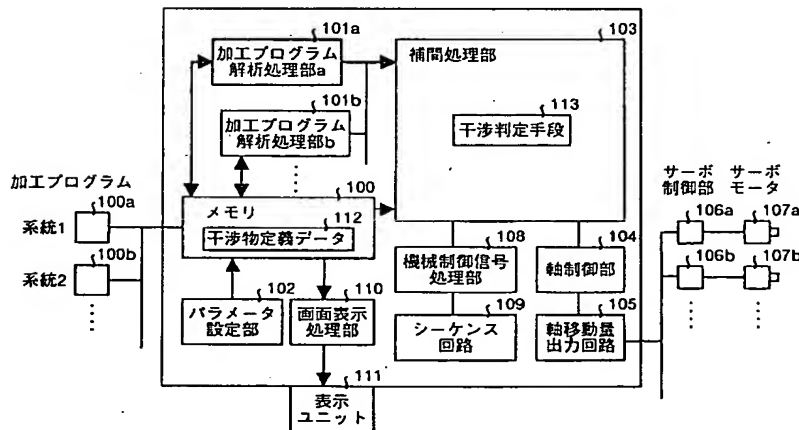 101a
加工プログラム
解析処理部a
101b
加工プログラム
解析処理部b
103
補間処理部
113
干渉判定手段
加工プログラム
100a
系統1
100b
系統2
100
メモリ
112
干渉物定義データ
102
パラメータ
設定部
110
画面表示
処理部
111
表示
ユニット
108
機械制御信号
処理部
109
シーケンス
回路
104
軸制御部
105
軸移動量
出力回路
サーボ
制御部
サーボ
モータ
106a
107a
106b
107b